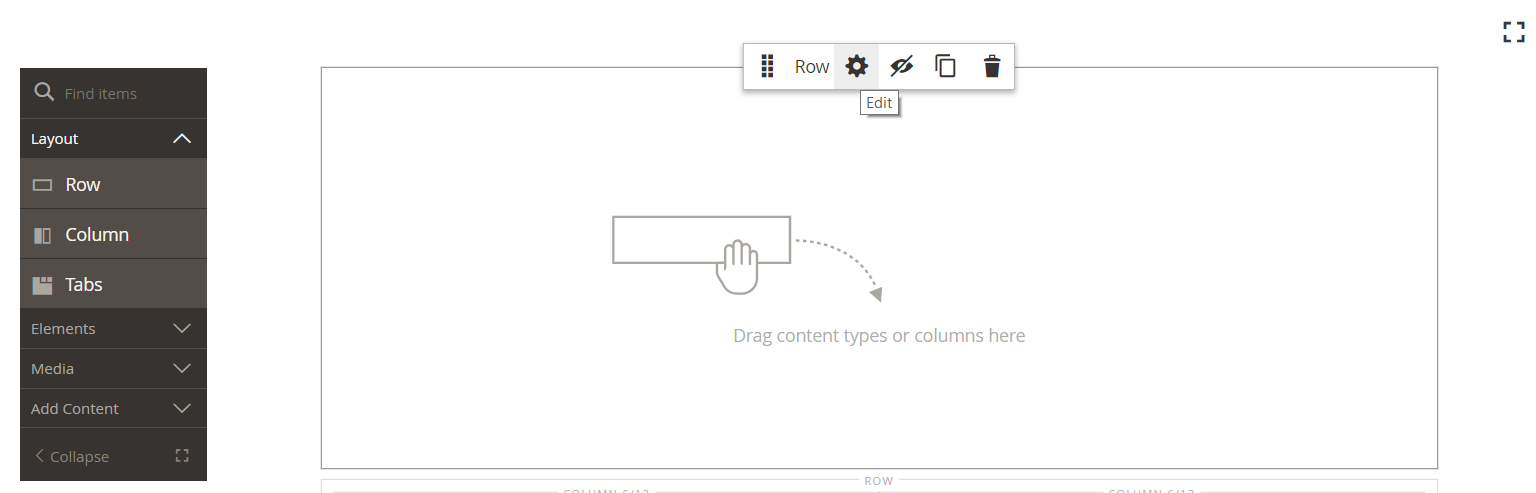 Row
Edit
Find items
Layout
Row
Column
Tabs
Elements
Media
Add Content
Collapse
Drag content types or columns here
ROW
COLUMN 6/12 COLUMN 6/12